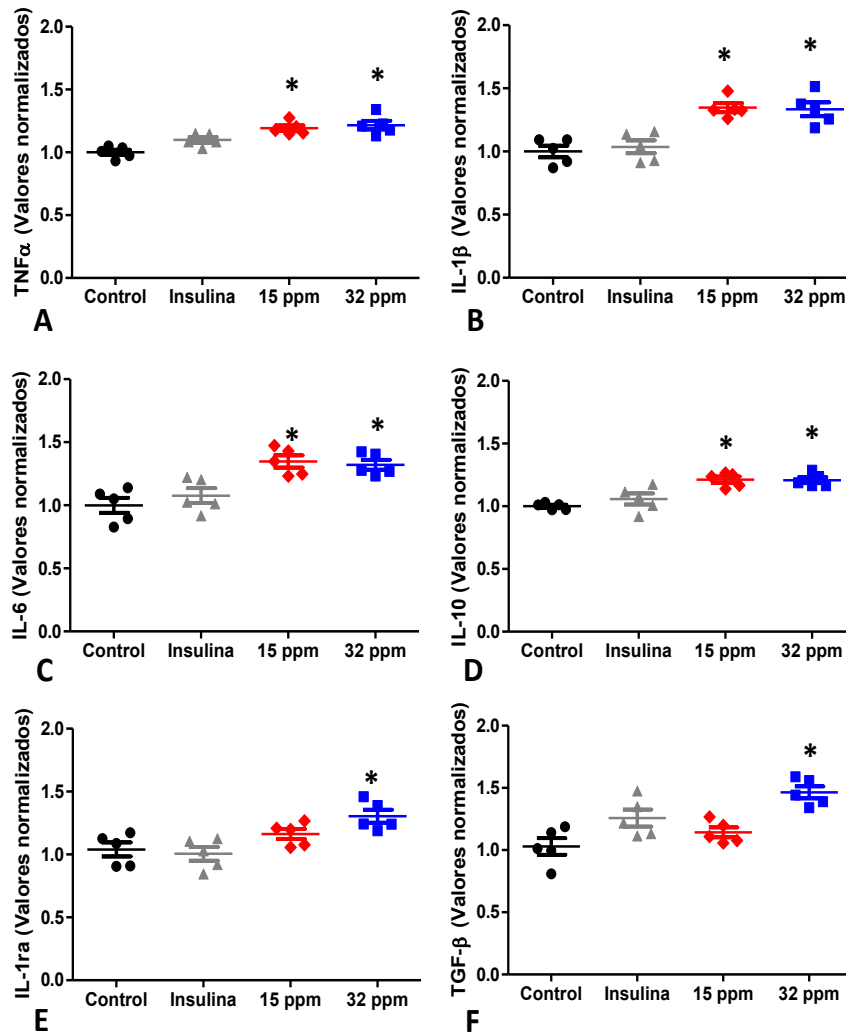 TNFα (Valores normalizados)
2.0
1.5
1.0
0.5
0.0
*
*
Control Insulina 15 ppm 32 ppm
A
IL-1β (Valores normalizados)
2.0
1.5
1.0
0.5
0.0
*
*
Control Insulina 15 ppm 32 ppm
B
IL-6 (Valores normalizados)
2.0
1.5
1.0
0.5
0.0
*
*
Control Insulina 15 ppm 32 ppm
C
IL-10 (Valores normalizados)
2.0
1.5
1.0
0.5
0.0
*
*
Control Insulina 15 ppm 32 ppm
D
IL-1ra (Valores normalizados)
2.0
1.5
1.0
0.5
0.0
*
Control Insulina 15 ppm 32 ppm
E
TGF-β (Valores normalizados)
2.0
1.5
1.0
0.5
0.0
*
Control Insulina 15 ppm 32 ppm
F